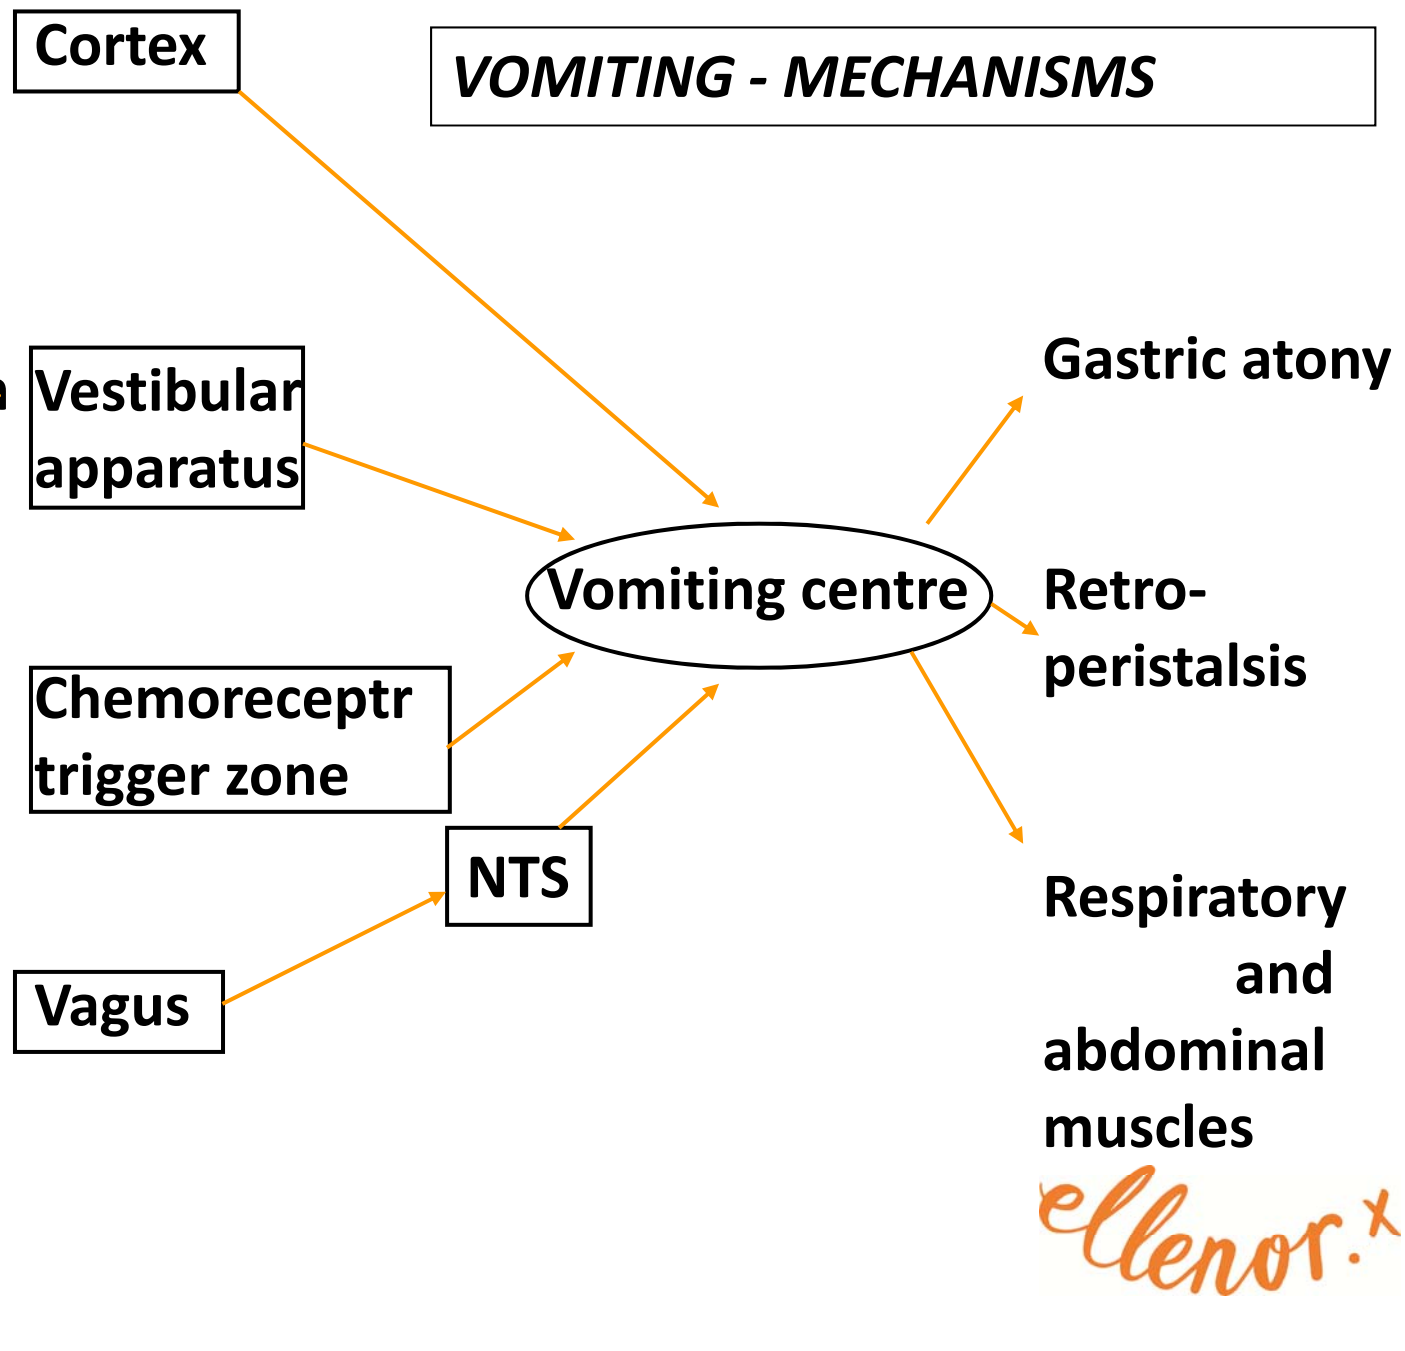 Cortex
VOMITING - MECHANISMS
Vestibular
apparatus
Gastric atony
Vomiting centre
Retro-
peristalsis
Chemoreceptr
trigger zone
NTS
Vagus
Respiratory
and
abdominal
muscles
ellenor.x